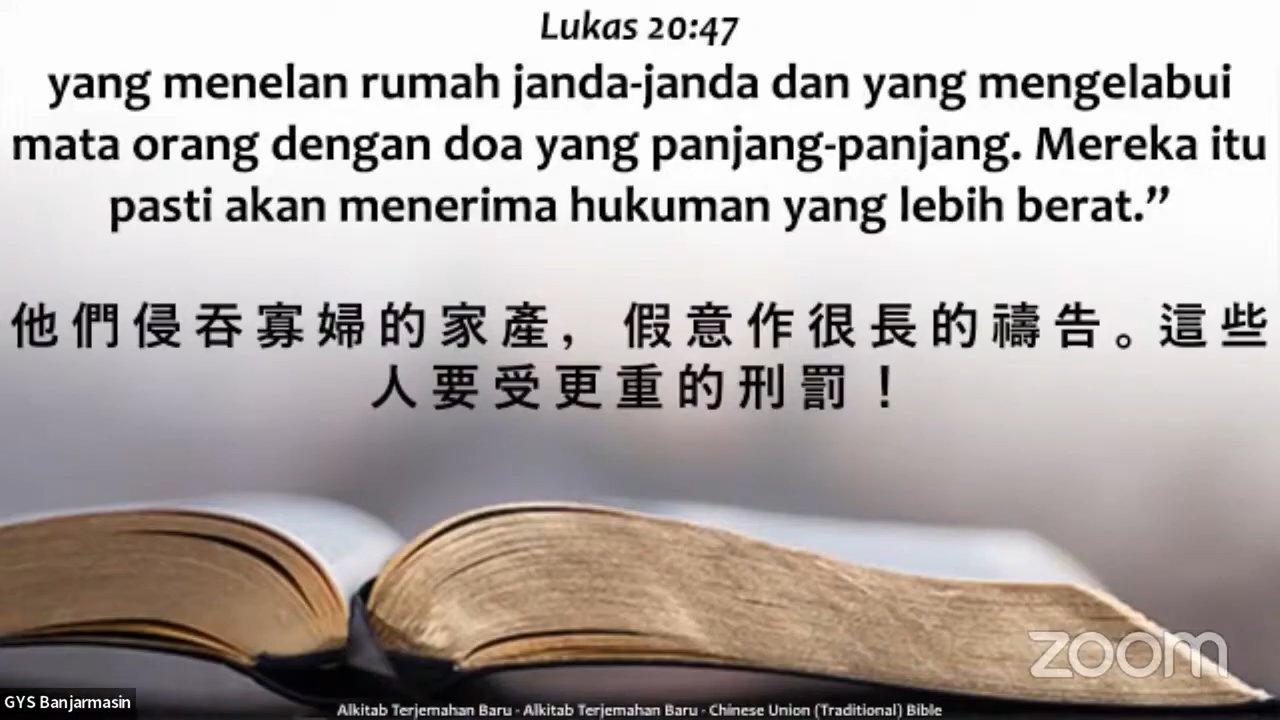 Lukas 20:47
yang menelan rumah janda-janda dan yang mengelabui
mata orang dengan doa yang panjang-panjang. Mereka itu
pasti akan menerima hukuman yang lebih berat.”
他們侵吞寡婦的家產，假意作很長的禱告。這些
人要受更重的刑罰！
zoom
GYS Banjarmasin
Alkitab Terjemahan Baru - Alkitab Terjemahan Baru - Chinese Union (Traditional) Bible